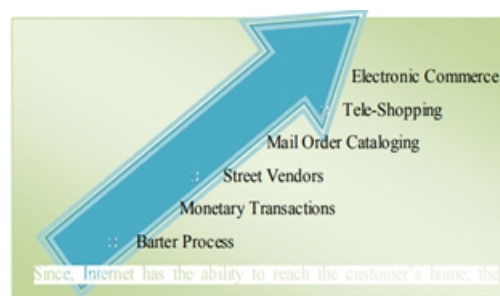 Electronic Commerce
Tele-Shopping
Mail Order Cataloging
Street Vendors
Monetary Transactions
Barter Process
Since, Internet has the ability to reach the customer's home; the